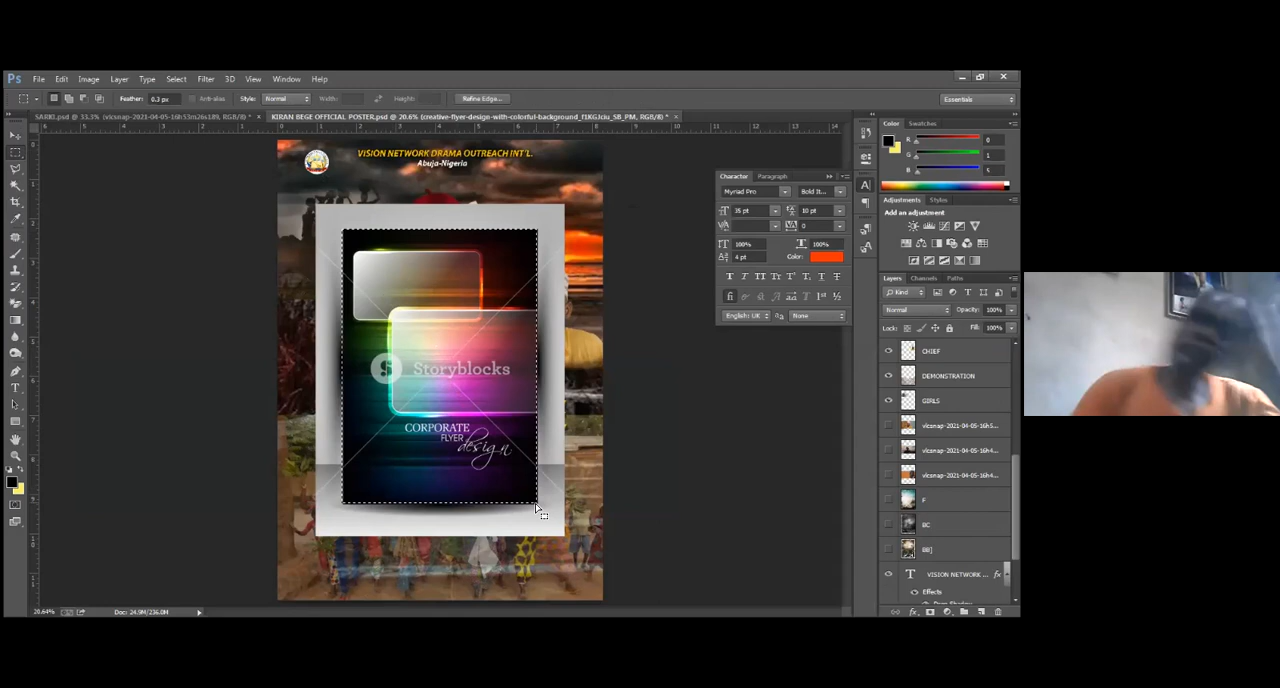 Ps File Edit Image Layer Type Select Filter 3D View Window Help
Feather: 0.3 px Anti-alias Style: Normal Width: Height: Refine Edge... Essentials
SARKI.psd @ 33.3% (vlcsnap-2021-04-05-16h53m26s189, RGB/8) * ×
KIRAN BEGE OFFICIAL POSTER.psd @ 20.6% (creative-flyer-design-with-colorful-background_f1KGJciu_SB_PM, RGB/8) * ×
VISION NETWORK DRAMA OUTREACH INT'L.
Abuja-Nigeria
Storyblocks
CORPORATE
FLYER
design
Character Paragraph
Myriad Pro Bold It...
35 pt 10 pt
0
100% 100%
4 pt Color:
English: UK None
Color Swatches
R 0
G 1
B
Adjustments Styles
Add an adjustment
Layers Channels Paths
Kind
Normal Opacity: 100%
Lock: Fill: 100%
CHIEF
DEMONSTRATION
GIRLS
vlcsnap-2021-04-05-16h5...
vlcsnap-2021-04-05-16h4...
vlcsnap-2021-04-05-16h4...
F
BC
BB]
T VISION NETWORK ... fx
Effects
20.64% Doc: 24.9M/236.0M